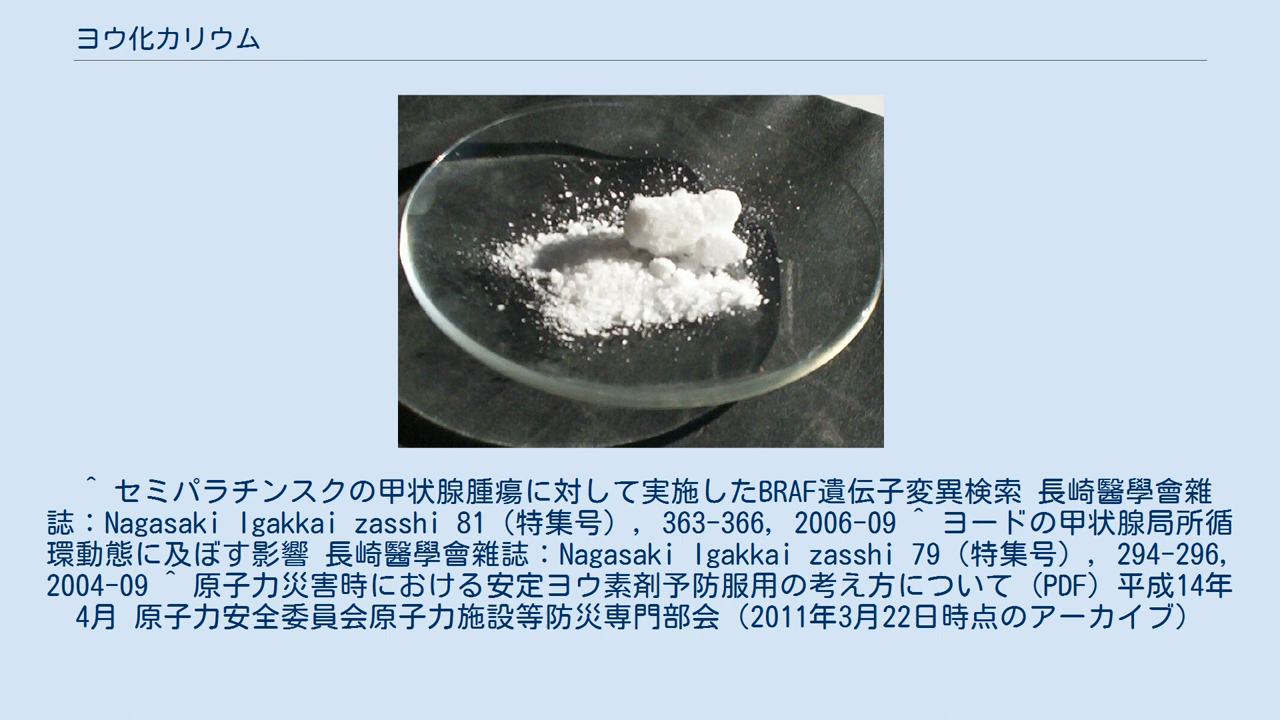 ヨウ化カリウム
^ セミパラチンスクの甲状腺腫瘍に対して実施したBRAF遺伝子変異検索 長崎醫學會雜
誌：Nagasaki Igakkai zasshi 81（特集号）, 363-366, 2006-09 ^ ヨードの甲状腺局所循
環動態に及ぼす影響 長崎醫學會雜誌：Nagasaki Igakkai zasshi 79（特集号）, 294-296,
2004-09 ^ 原子力災害時における安定ヨウ素剤予防服用の考え方について（PDF）平成14年
4月 原子力安全委員会原子力施設等防災専門部会（2011年3月22日時点のアーカイブ）